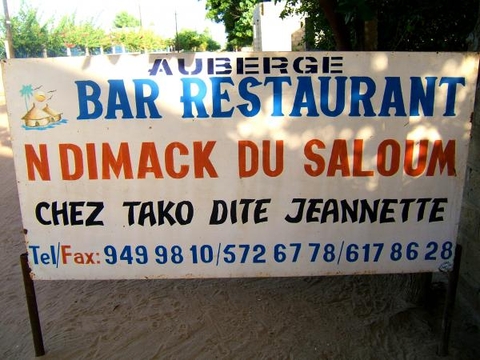 AUBERGE
BAR RESTAURANT
NDIMACK DU SALOUM
CHEZ TAKO DITE JEANNETTE
Tel/Fax: 949 98 10/572 67 78/617 86 28